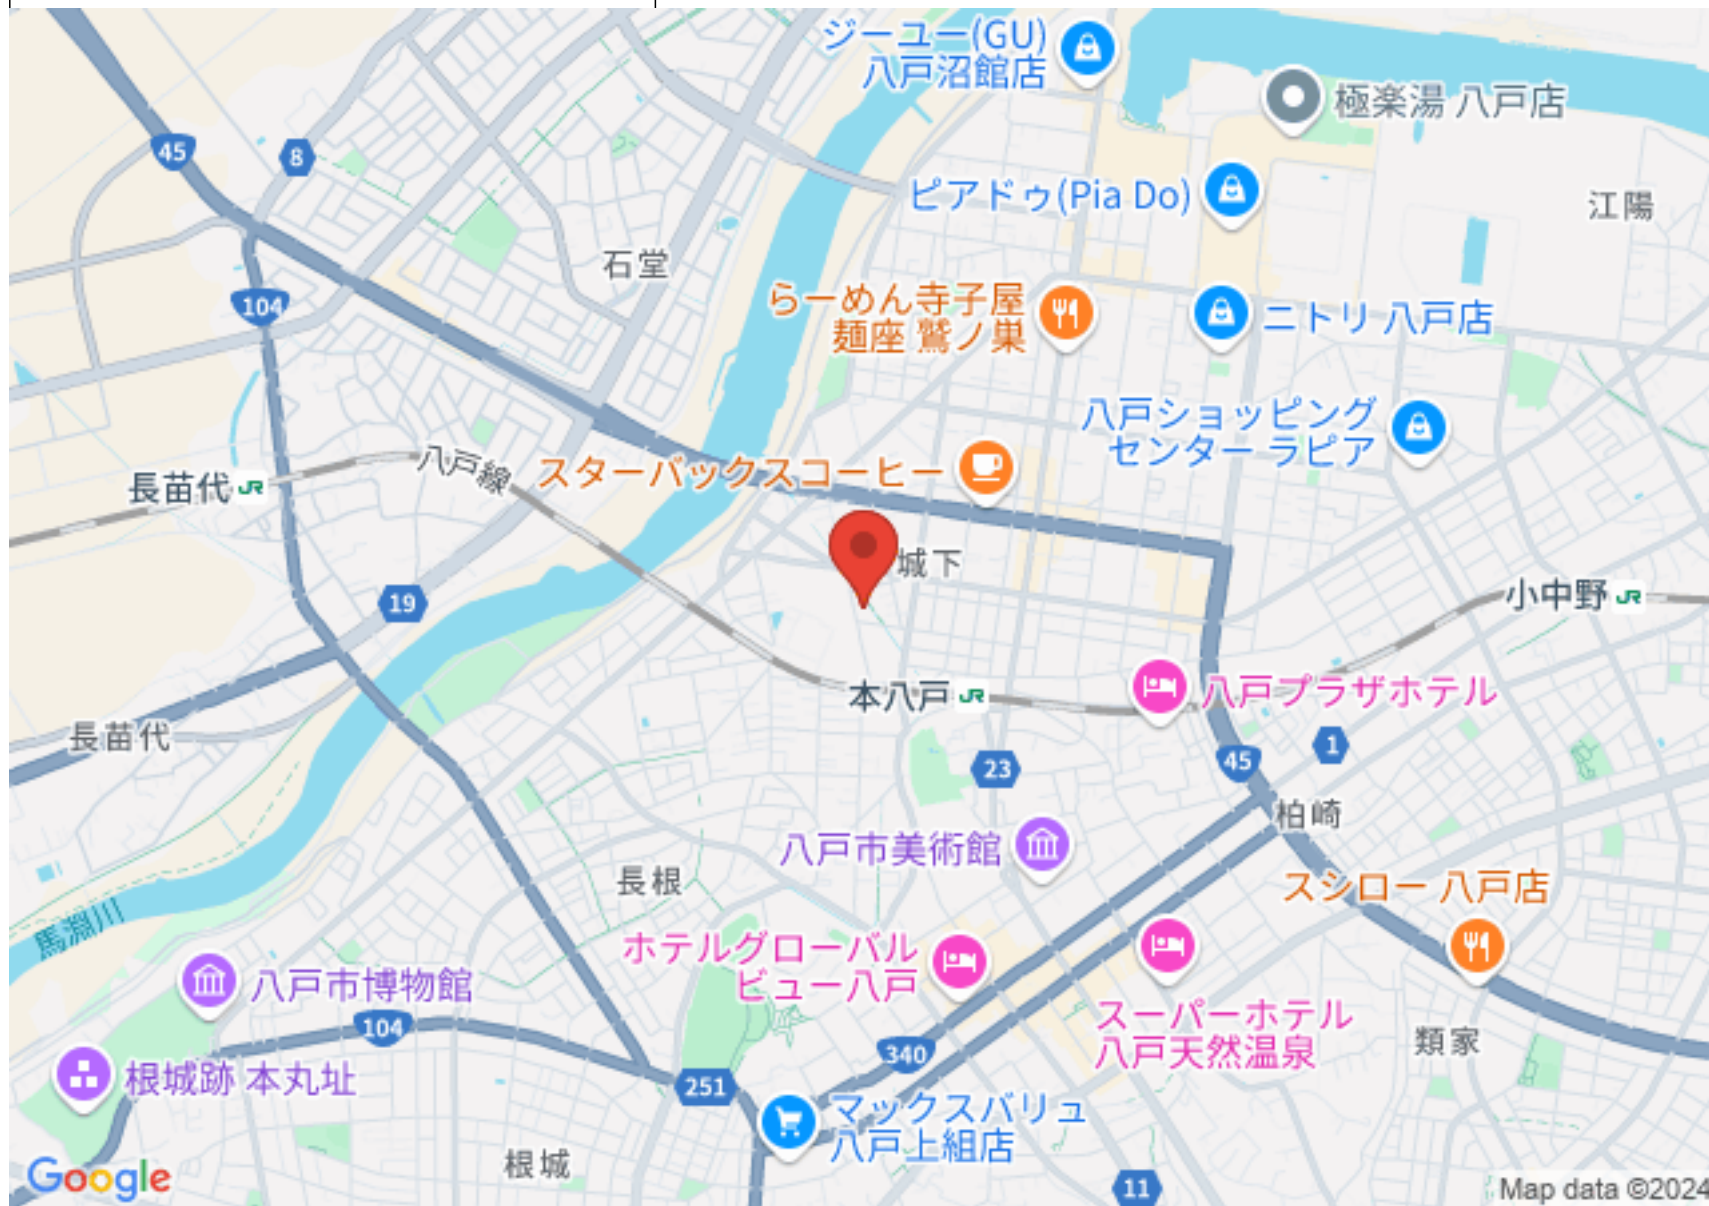 ジーユー(GU)
八戸沼館店
極楽湯 八戸店
45
8
ピアドゥ(Pia Do)
江陽
石堂
104
らーめん寺子屋
麺座 鷲ノ巣
ニトリ 八戸店
八戸ショッピング
センター ラピア
八戸線
スターバックスコーヒー
長苗代 JR
城下
19
小中野 JR
本八戸 JR
八戸プラザホテル
長苗代
23
45
1
柏崎
八戸市美術館
長根
スシロー 八戸店
馬淵川
ホテルグローバル
ビュー八戸
八戸市博物館
スーパーホテル
八戸天然温泉
104
340
類家
根城跡 本丸址
251
マックスバリュ
八戸上組店
根城
Google
11
Map data ©2024